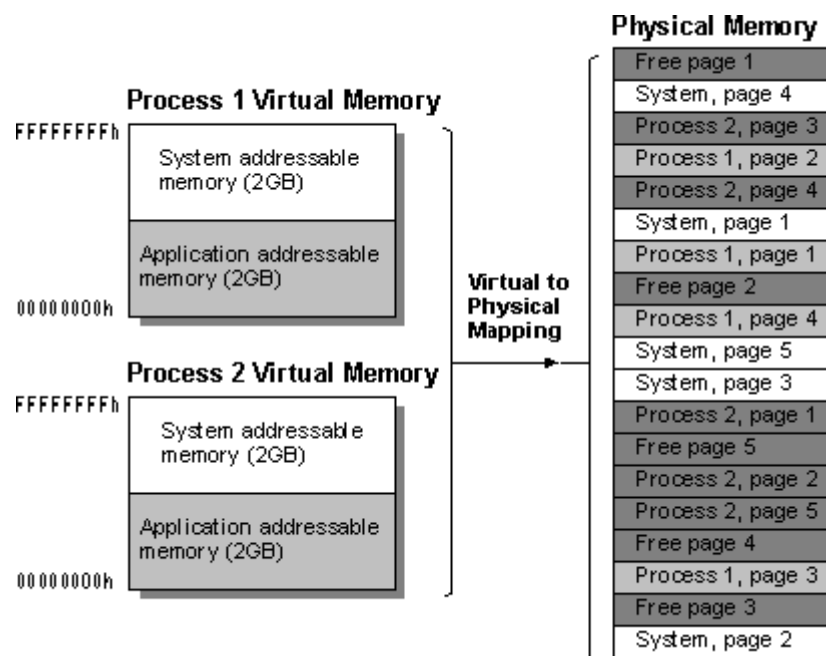 Physical Memory
Free page 1
System, page 4
Process 2, page 3
Process 1, page 2
Process 2, page 4
System, page 1
Process 1, page 1
Free page 2
Process 1, page 4
System, page 5
System, page 3
Process 2, page 1
Free page 5
Process 2, page 2
Process 2, page 5
Free page 4
Process 1, page 3
Free page 3
System, page 2
Process 1 Virtual Memory
FFFFFFFFh
System addressable
memory (2GB)
Application addressable
memory (2GB)
00000000h
Virtual to
Physical
Mapping
Process 2 Virtual Memory
FFFFFFFFh
System addressable
memory (2GB)
Application addressable
memory (2GB)
00000000h